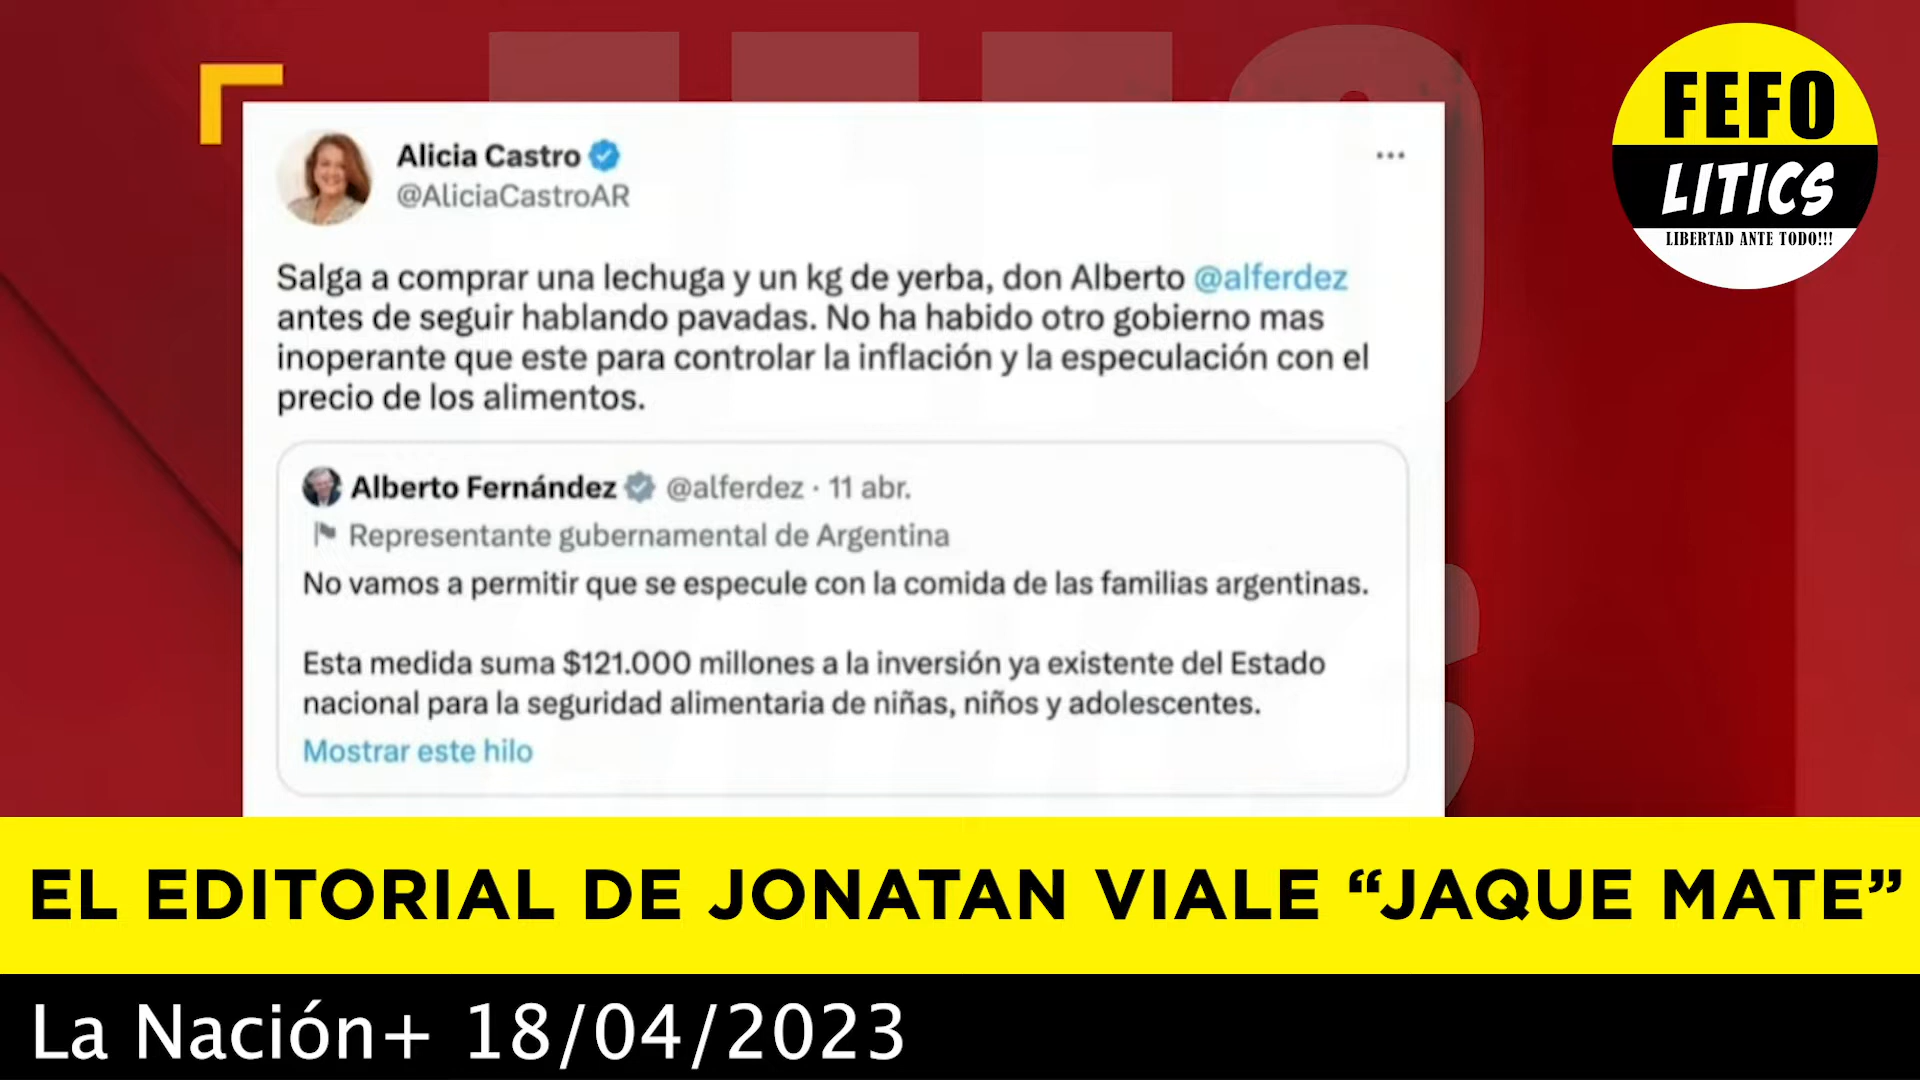 FEFO
LITICS
LIBERTAD ANTE TODO!!!
Alicia Castro
@AliciaCastroAR
Salga a comprar una lechuga y un kg de yerba, don Alberto @alferdez
antes de seguir hablando pavadas. No ha habido otro gobierno mas
inoperante que este para controlar la inflación y la especulación con el
precio de los alimentos.
Alberto Fernández @alferdez · 11 abr.
Representante gubernamental de Argentina
No vamos a permitir que se especule con la comida de las familias argentinas.
Esta medida suma $121.000 millones a la inversión ya existente del Estado
nacional para la seguridad alimentaria de niñas, niños y adolescentes.
Mostrar este hilo
EL EDITORIAL DE JONATAN VIALE “JAQUE MATE”
La Nación+ 18/04/2023